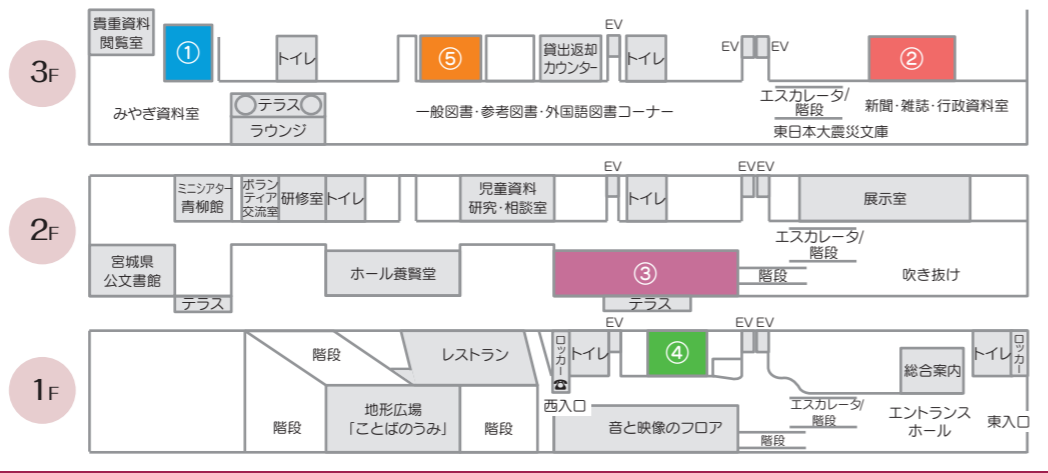 3F
貴重資料
閲覧室
①
トイレ
⑤
貸出返却
カウンター
EV
トイレ
EV
EV
②
みやぎ資料室
テラス
ラウンジ
一般図書・参考図書・外国語図書コーナー
エスカレータ/
階段
東日本大震災文庫
新聞・雑誌・行政資料室
2F
ミニシアター
青柳館
ボラン
ティア
交流室
研修室
トイレ
児童資料
研究・相談室
EV
トイレ
EV
EV
展示室
宮城県
公文書館
テラス
ホール養賢堂
③
テラス
エスカレータ/
階段
階段
吹き抜け
1F
階段
レストラン
ロッカー
トイレ
EV
④
EV
EV
総合案内
トイレ
ロッカー
階段
地形広場
「ことばのうみ」
階段
西入口
音と映像のフロア
エスカレータ/
階段
階段
エントランス
ホール
東入口